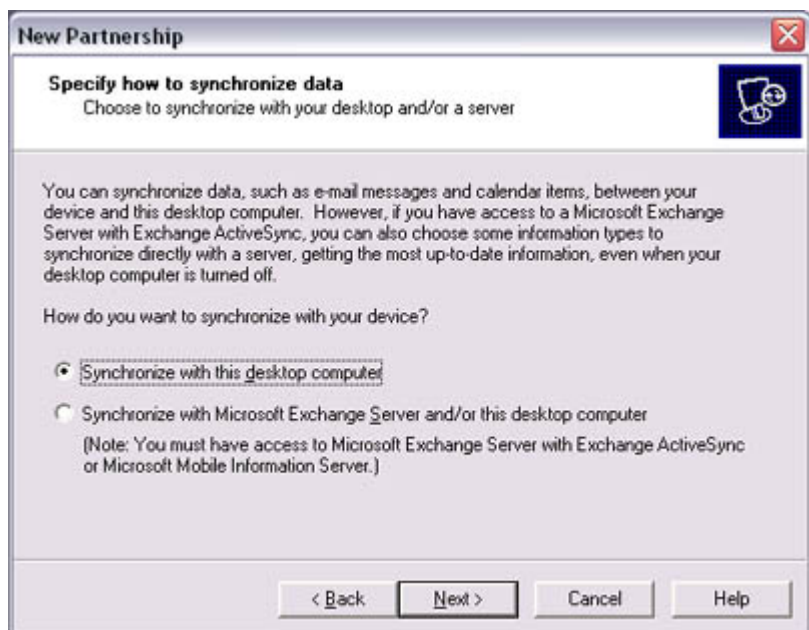 New Partnership
Specify how to synchronize data
Choose to synchronize with your desktop and/or a server
You can synchronize data, such as e-mail messages and calendar items, between your
device and this desktop computer. However, if you have access to a Microsoft Exchange
Server with Exchange ActiveSync, you can also choose some information types to
synchronize directly with a server, getting the most up-to-date information, even when your
desktop computer is turned off.
How do you want to synchronize with your device?
Synchronize with this desktop computer
Synchronize with Microsoft Exchange Server and/or this desktop computer
(Note: You must have access to Microsoft Exchange Server with Exchange ActiveSync
or Microsoft Mobile Information Server.)
< Back Next > Cancel Help